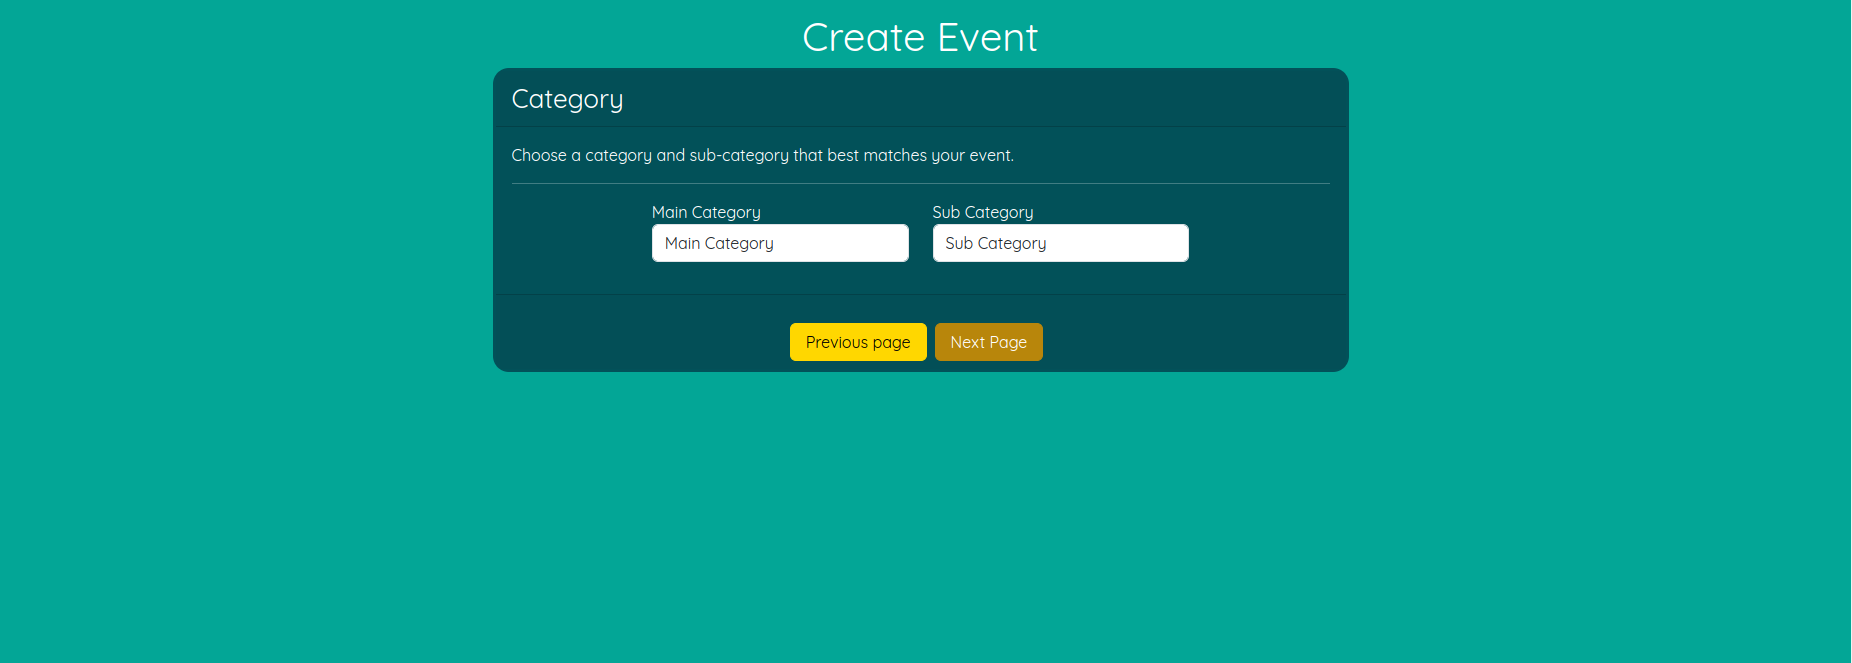 Create Event
Category
Choose a category and sub-category that best matches your event.
Main Category
Sub Category
Main Category
Sub Category
Previous page
Next Page